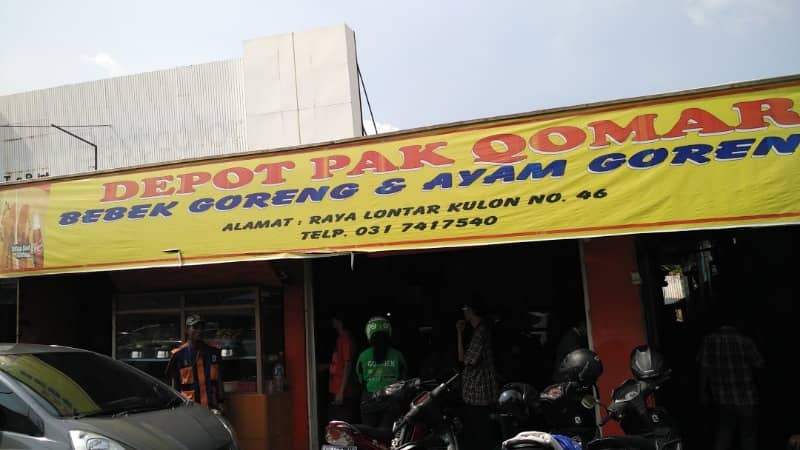 DEPOT PAK QOMAR
BEBEK GORENG & AYAM GOREN
ALAMAT : RAYA LONTAR KULON NO. 46
TELP. 031 7417540